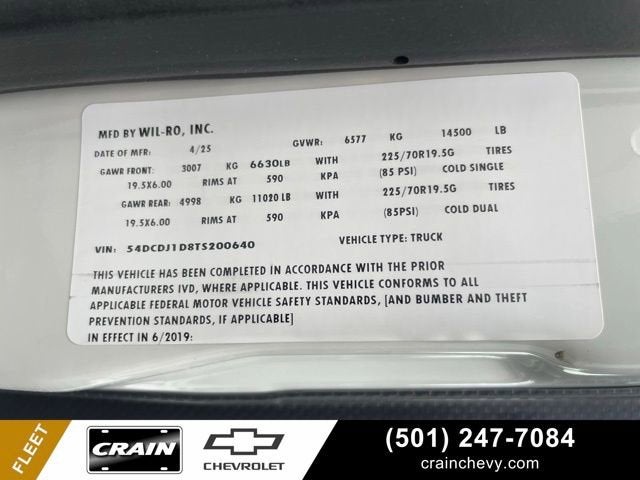 MFD BY WIL-RO, INC.
DATE OF MFR: 4/25 GVWR: 6577 KG 14500 LB
GAWR FRONT: 3007 KG 6630LB WITH 225/70R19.5G TIRES
19.5X6.00 RIMS AT 590 KPA (85 PSI) COLD SINGLE
GAWR REAR: 4998 KG 11020 LB WITH 225/70R19.5G TIRES
19.5X6.00 RIMS AT 590 KPA (85PSI) COLD DUAL
VIN: 54DCDJ1D8TS200640 VEHICLE TYPE: TRUCK
THIS VEHICLE HAS BEEN COMPLETED IN ACCORDANCE WITH THE PRIOR
MANUFACTURERS IVD, WHERE APPLICABLE. THIS VEHICLE CONFORMS TO ALL
APPLICABLE FEDERAL MOTOR VEHICLE SAFETY STANDARDS, [AND BUMBER AND THEFT
PREVENTION STANDARDS, IF APPLICABLE]
IN EFFECT IN 6/2019:
FLEET
CRAIN
CHEVROLET
(501) 247-7084
crainchevy.com